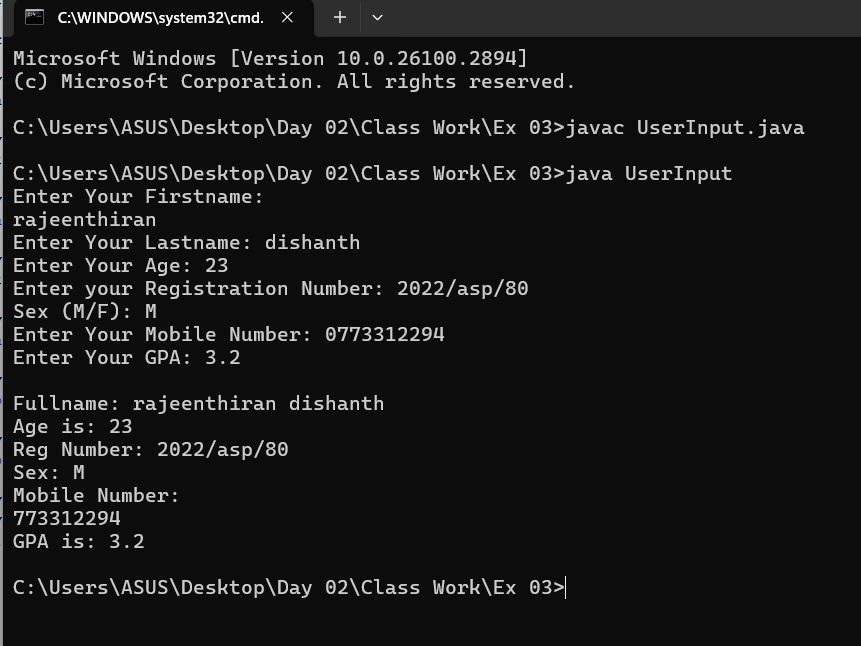 C:\WINDOWS\system32\cmd.
Microsoft Windows [Version 10.0.26100.2894]
(c) Microsoft Corporation. All rights reserved.
C:\Users\ASUS\Desktop\Day 02\Class Work\Ex 03>javac UserInput.java
C:\Users\ASUS\Desktop\Day 02\Class Work\Ex 03>java UserInput
Enter Your Firstname:
rajeenthiran
Enter Your Lastname: dishanth
Enter Your Age: 23
Enter your Registration Number: 2022/asp/80
Sex (M/F): M
Enter Your Mobile Number: 0773312294
Enter Your GPA: 3.2
Fullname: rajeenthiran dishanth
Age is: 23
Reg Number: 2022/asp/80
Sex: M
Mobile Number:
773312294
GPA is: 3.2
C:\Users\ASUS\Desktop\Day 02\Class Work\Ex 03>